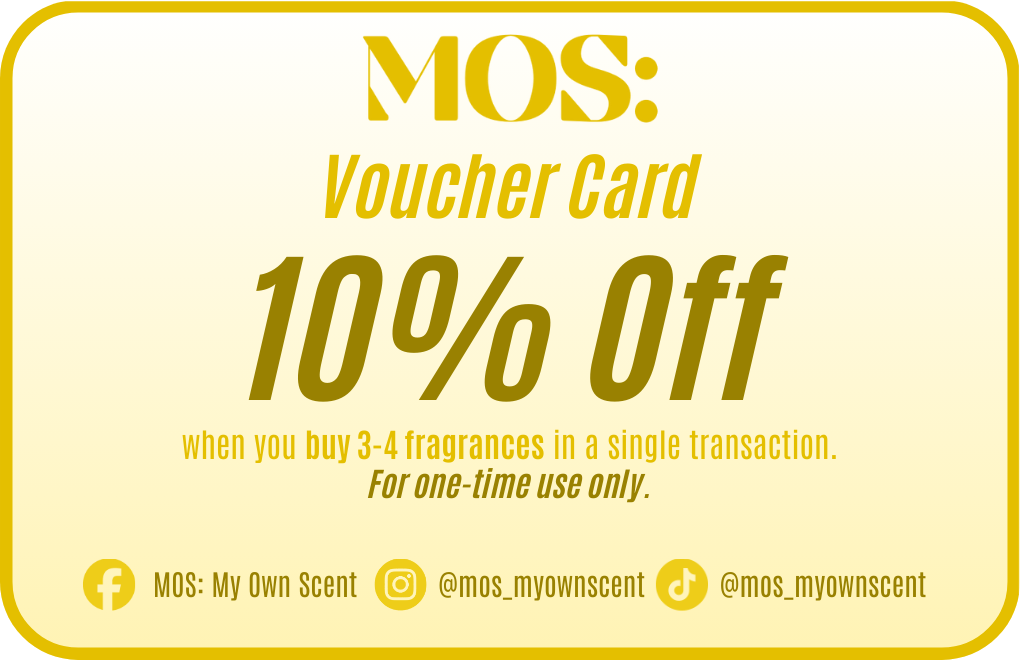 MOS:
Voucher Card
10% Off
when you buy 3-4 fragrances in a single transaction.
For one-time use only.
MOS: My Own Scent @mos_myownscent @mos_myownscent